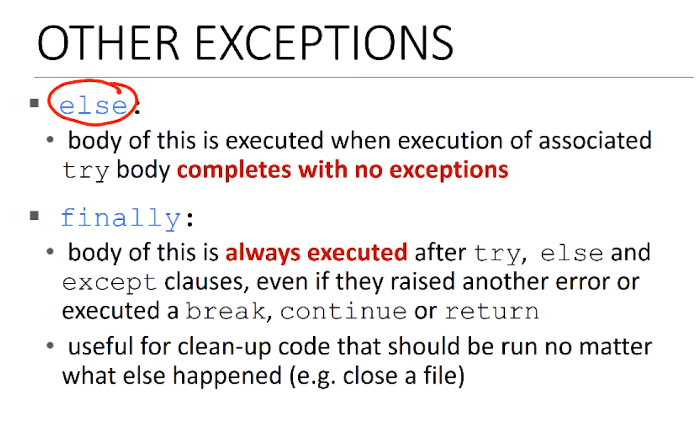 OTHER EXCEPTIONS
▪ else:
• body of this is executed when execution of associated
try body completes with no exceptions
▪ finally:
• body of this is always executed after try, else and
except clauses, even if they raised another error or
executed a break, continue or return
• useful for clean-up code that should be run no matter
what else happened (e.g. close a file)